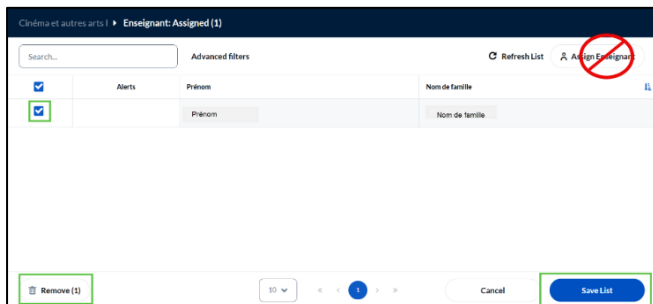 Cinéma et autres arts I ▸ Enseignant: Assigned (1)
Search... Advanced filters Refresh List Assign Enseignant
Alerts Prénom Nom de famille
Prénom Nom de famille
Remove (1) 10 « ‹ 1 › » Cancel Save List